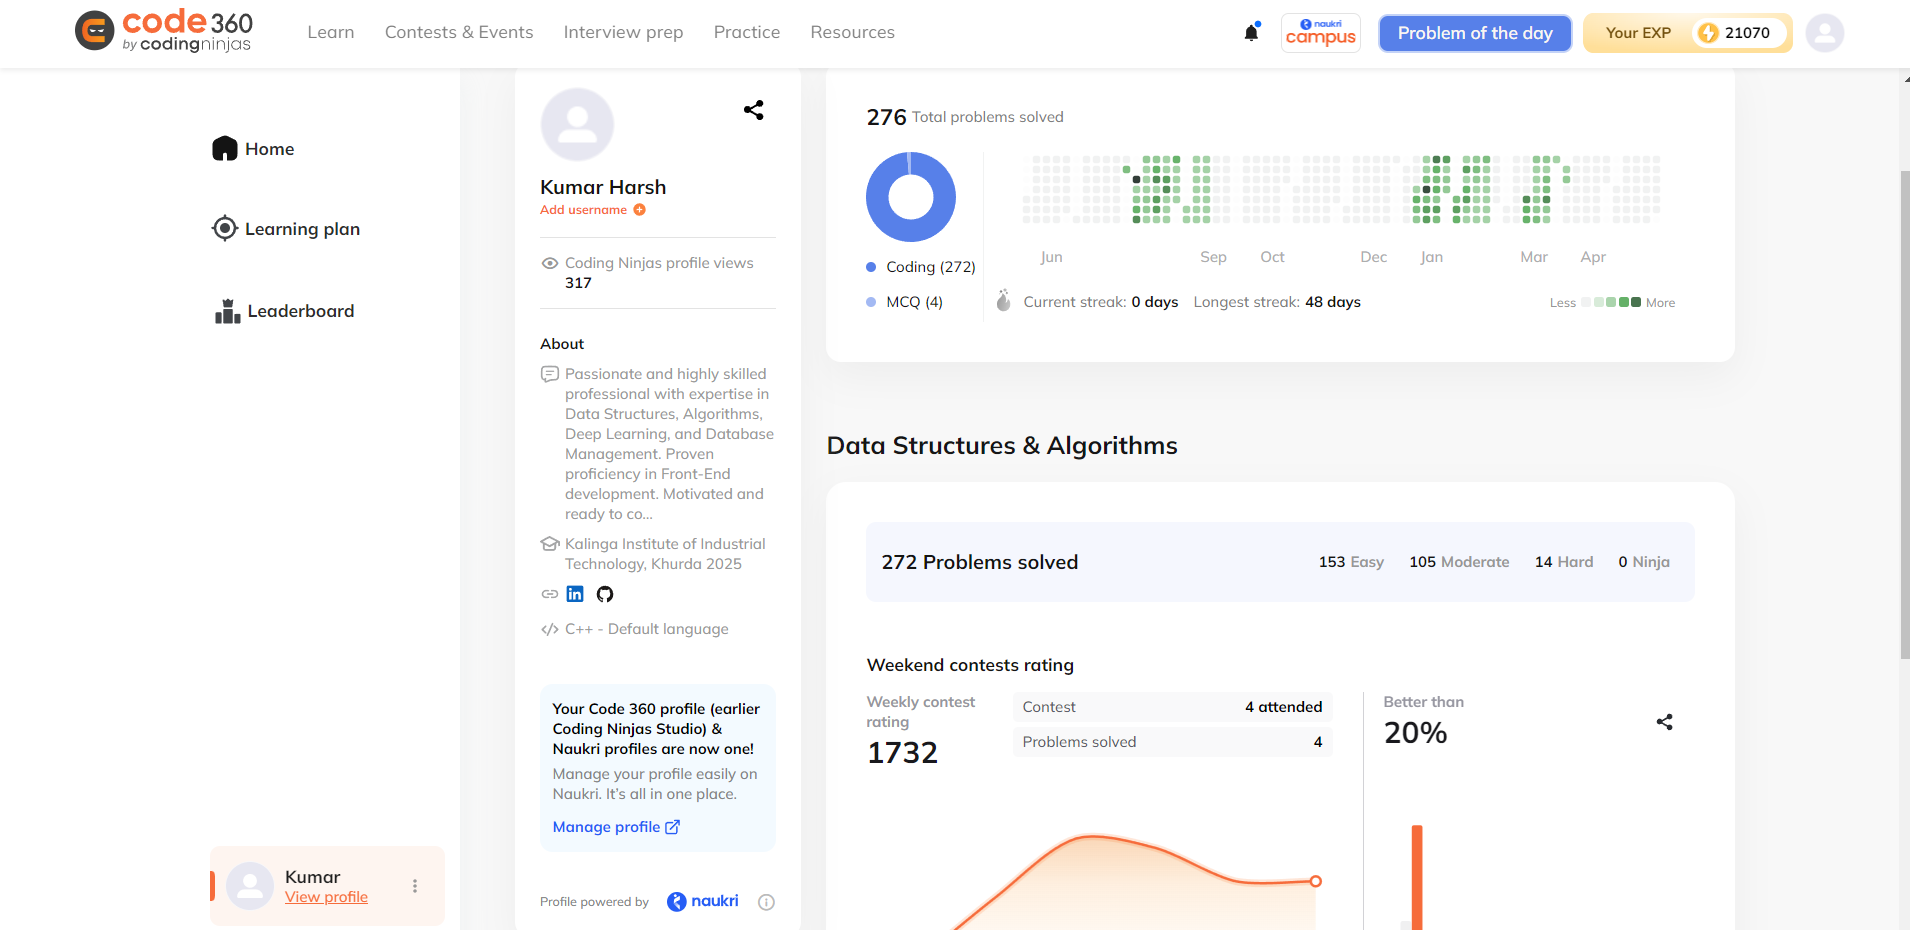 code 360
by codingninjas
Learn
Contests & Events
Interview prep
Practice
Resources
naukri
campus
Problem of the day
Your EXP
21070
Home
Learning plan
Leaderboard
Kumar
View profile
Kumar Harsh
Add username
Coding Ninjas profile views
317
About
Passionate and highly skilled
professional with expertise in
Data Structures, Algorithms,
Deep Learning, and Database
Management. Proven
proficiency in Front-End
development. Motivated and
ready to co...
Kalinga Institute of Industrial
Technology, Khurda 2025
in
C++ - Default language
Your Code 360 profile (earlier
Coding Ninjas Studio) &
Naukri profiles are now one!
Manage your profile easily on
Naukri. It's all in one place.
Manage profile
Profile powered by
naukri
276 Total problems solved
Coding (272)
MCQ (4)
Jun
Sep
Oct
Dec
Jan
Mar
Apr
Current streak: 0 days
Longest streak: 48 days
Less
More
Data Structures & Algorithms
272 Problems solved
153 Easy
105 Moderate
14 Hard
0 Ninja
Weekend contests rating
Weekly contest
rating
1732
Contest
4 attended
Problems solved
4
Better than
20%